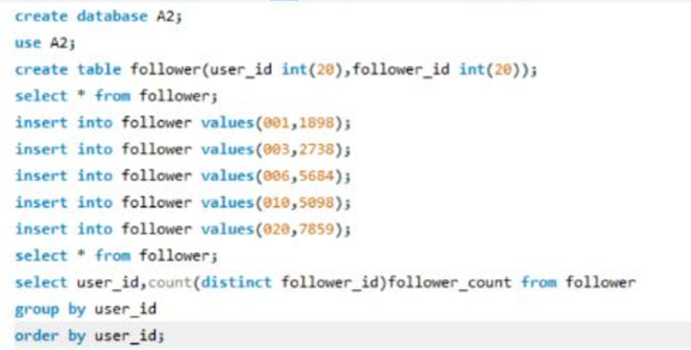 create database A2;
use A2;
create table follower(user_id int(20),follower_id int(20));
select * from follower;
insert into follower values(001,1898);
insert into follower values(003,2738);
insert into follower values(006,5684);
insert into follower values(010,5098);
insert into follower values(020,7859);
select * from follower;
select user_id,count(distinct follower_id)follower_count from follower
group by user_id
order by user_id;